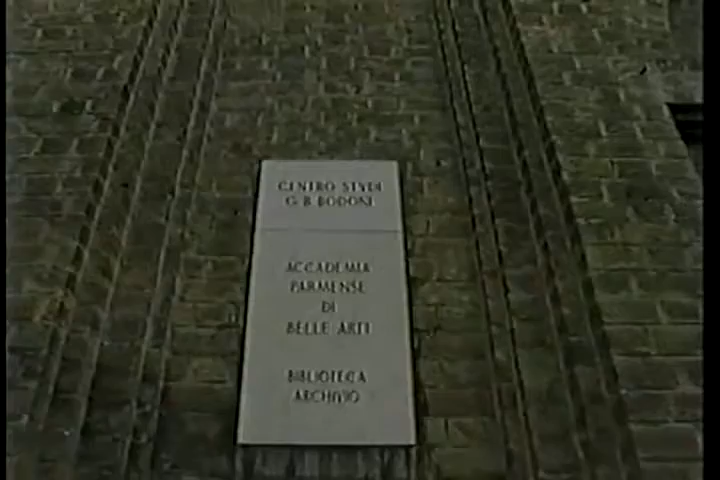 CENTRO STVDI
G B BODONI
ACCADEMIA
PARMENSE
DI
BELLE ARTI
BIBLIOTECA
ARCHIVIO